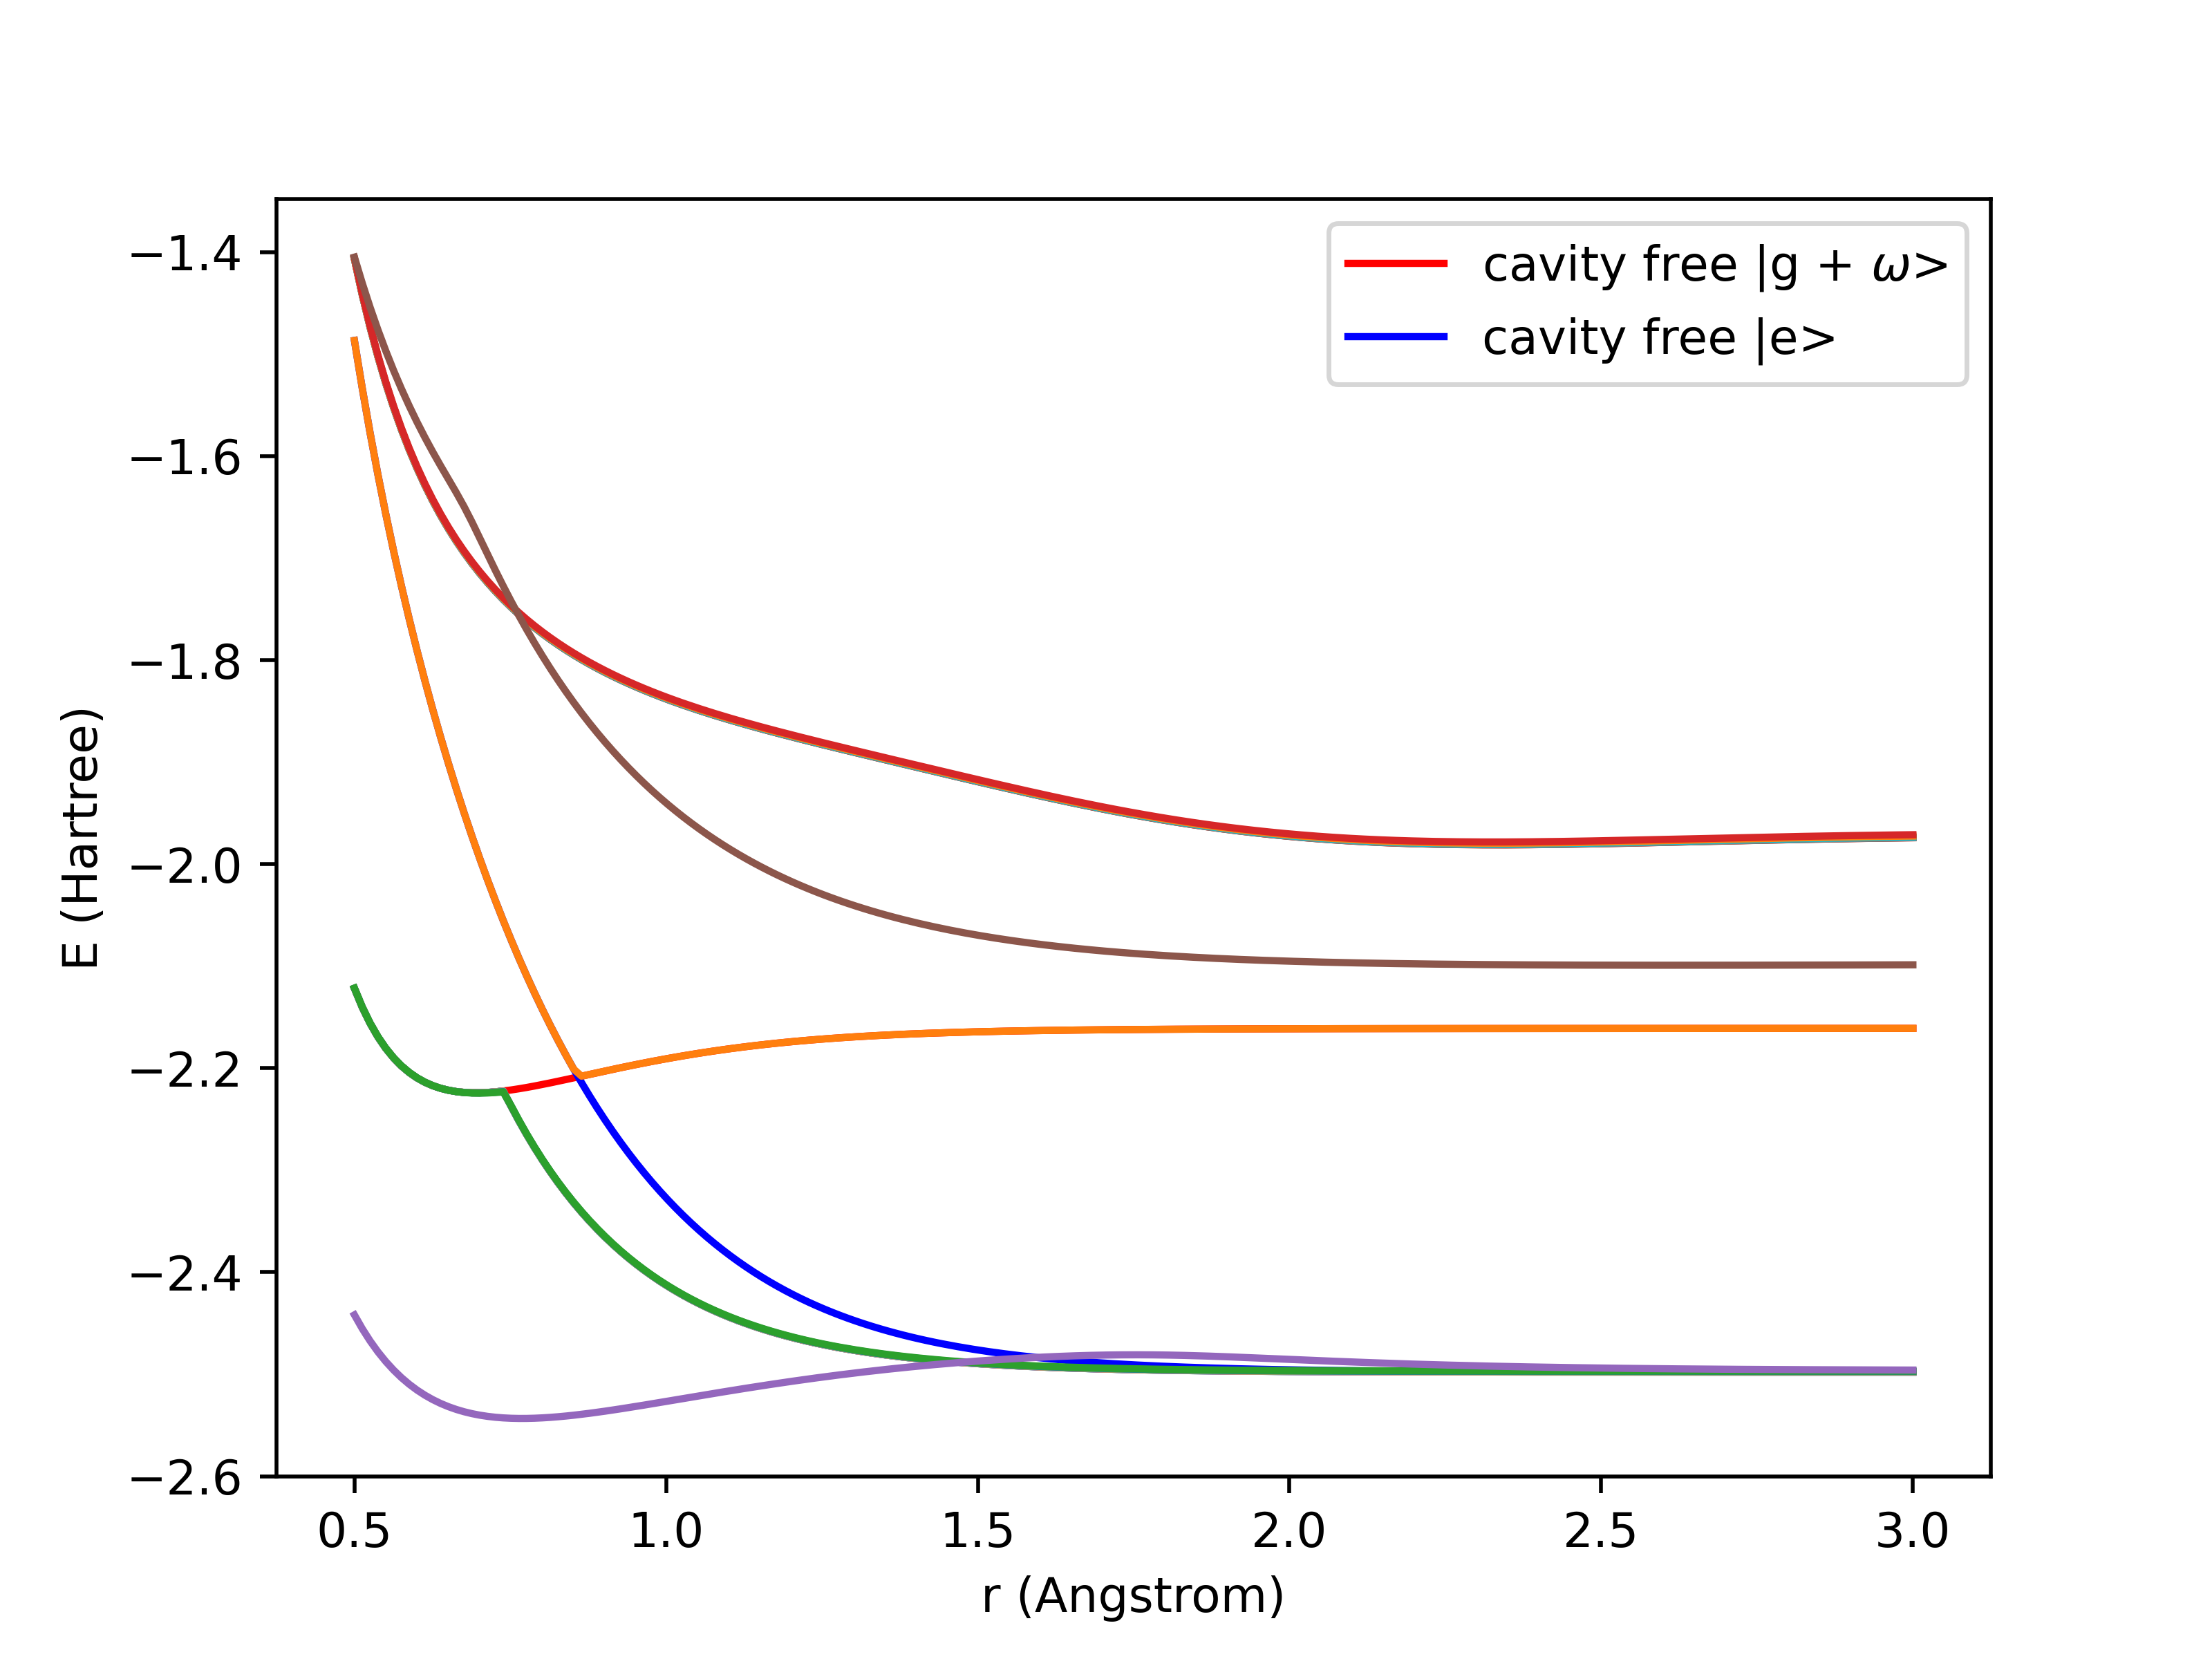 cavity free |g + ω>
cavity free |e>
−1.4
−1.6
−1.8
−2.0
−2.2
−2.4
−2.6
E (Hartree)
0.5 1.0 1.5 2.0 2.5 3.0
r (Angstrom)